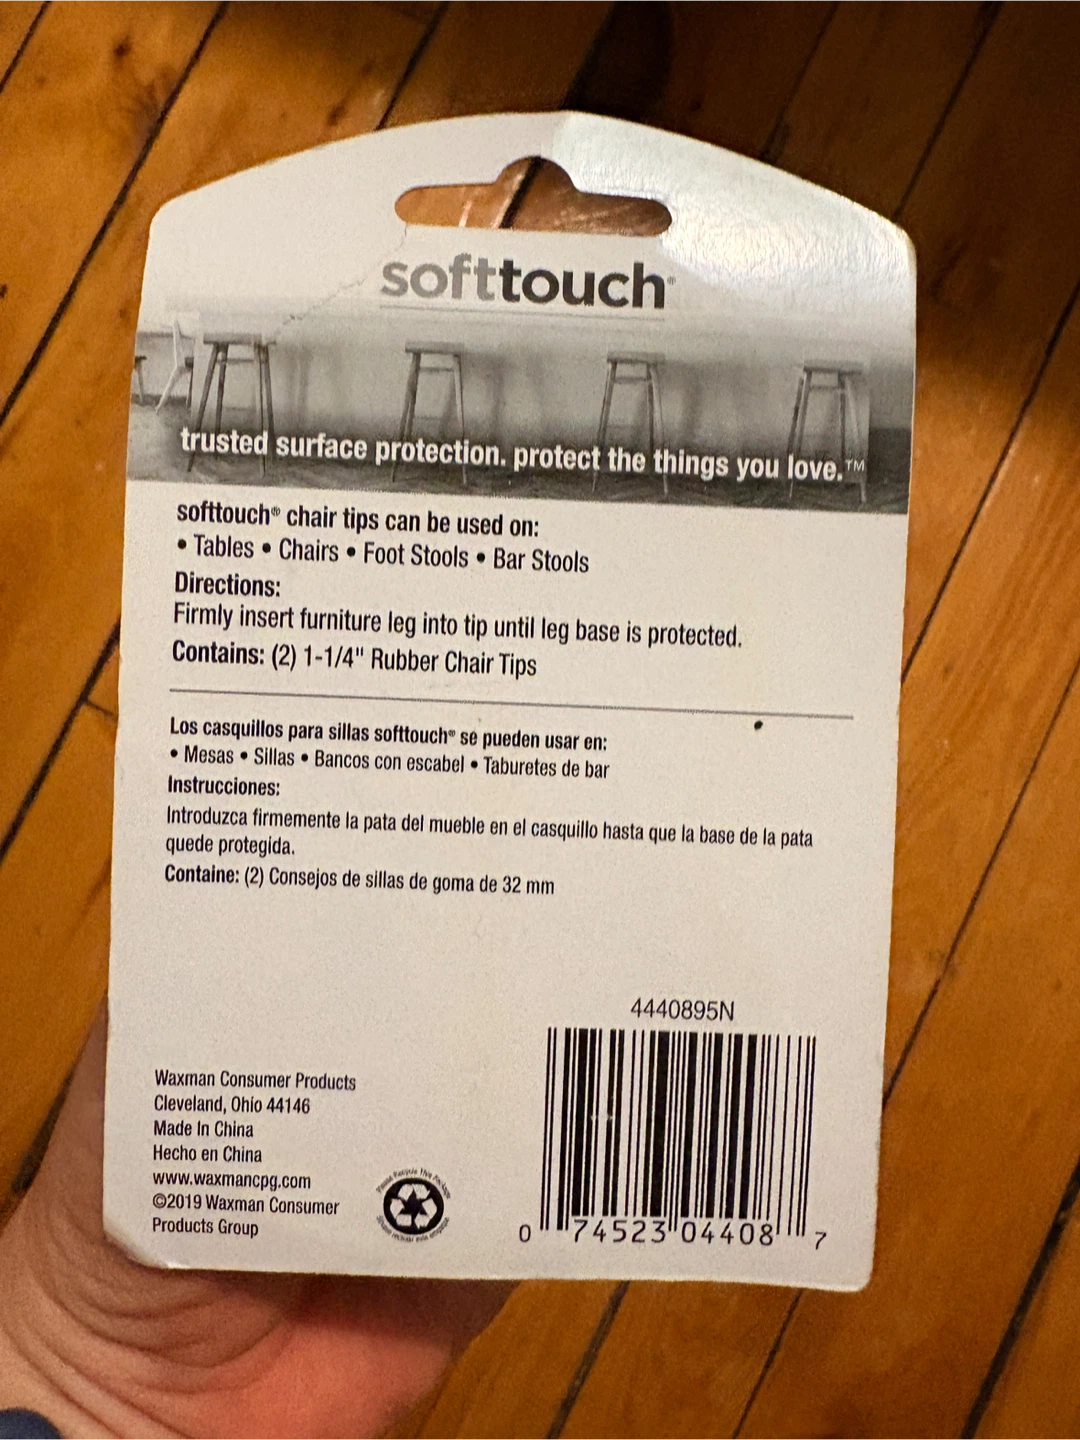 softtouch®
trusted surface protection. protect the things you love.™
softtouch® chair tips can be used on:
• Tables • Chairs • Foot Stools • Bar Stools
Directions:
Firmly insert furniture leg into tip until leg base is protected.
Contains: (2) 1-1/4" Rubber Chair Tips
Los casquillos para sillas softtouch® se pueden usar en:
• Mesas • Sillas • Bancos con escabel • Taburetes de bar
Instrucciones:
Introduzca firmemente la pata del mueble en el casquillo hasta que la base de la pata
quede protegida.
Containe: (2) Consejos de sillas de goma de 32 mm
Waxman Consumer Products
Cleveland, Ohio 44146
Made In China
Hecho en China
www.waxmancpg.com
©2019 Waxman Consumer
Products Group
Please Recycle This Package
4440895N
0 74523 04408 7